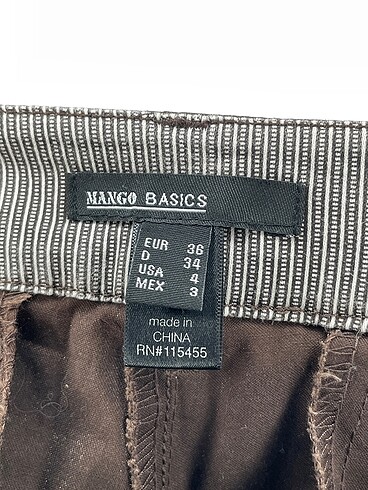 MANGO BASICS
EUR 36
D 34
USA 4
MEX 3
made in
CHINA
RN#115455